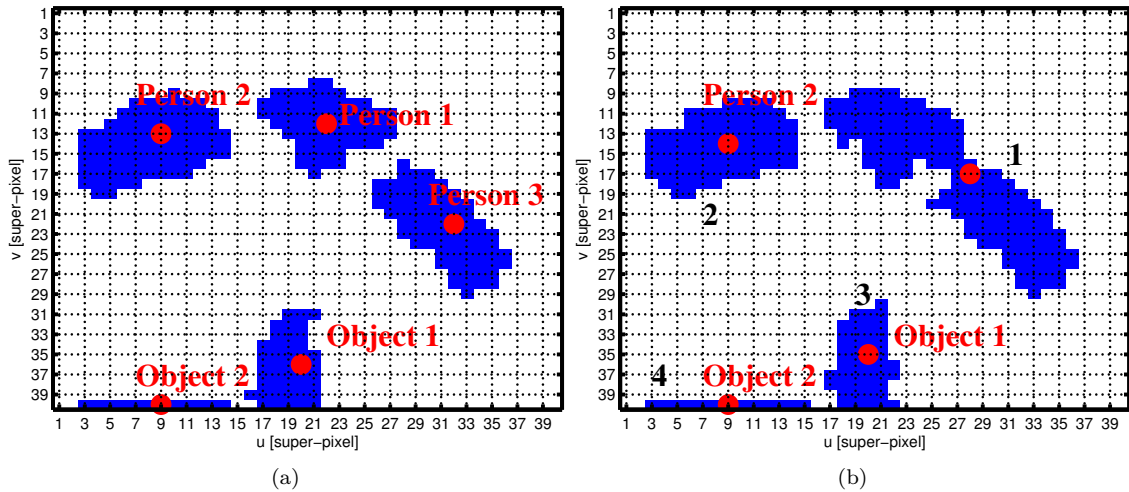 1
3
5
7
9
11
13
15
17
19
21
23
25
27
29
31
33
35
37
39
v [super−pixel]
Person 2
Person 1
Person 3
Object 1
Object 2
1 3 5 7 9 11 13 15 17 19 21 23 25 27 29 31 33 35 37 39
u [super−pixel]
(a)
1
3
5
7
9
11
13
15
17
19
21
23
25
27
29
31
33
35
37
39
v [super−pixel]
Person 2
1
2
3
Object 1
4
Object 2
1 3 5 7 9 11 13 15 17 19 21 23 25 27 29 31 33 35 37 39
u [super−pixel]
(b)